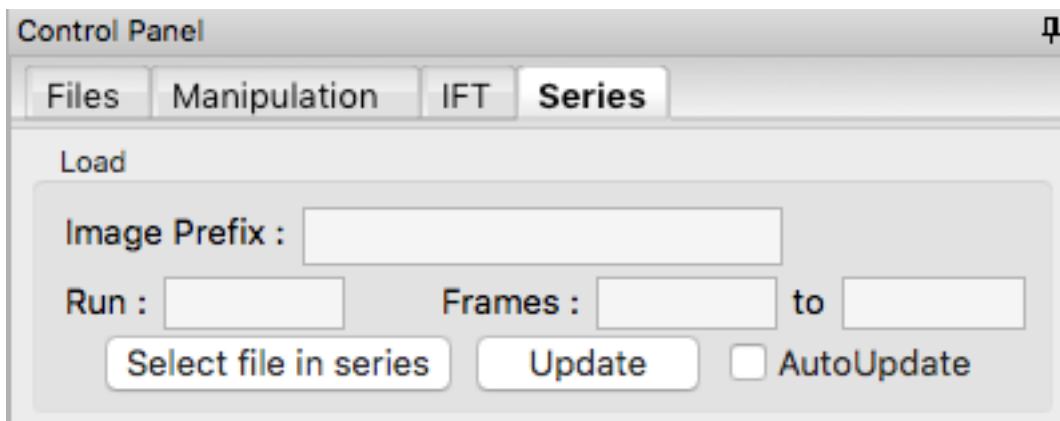 Control Panel
Files Manipulation IFT Series
Load
Image Prefix :
Run : Frames : to
Select file in series Update AutoUpdate